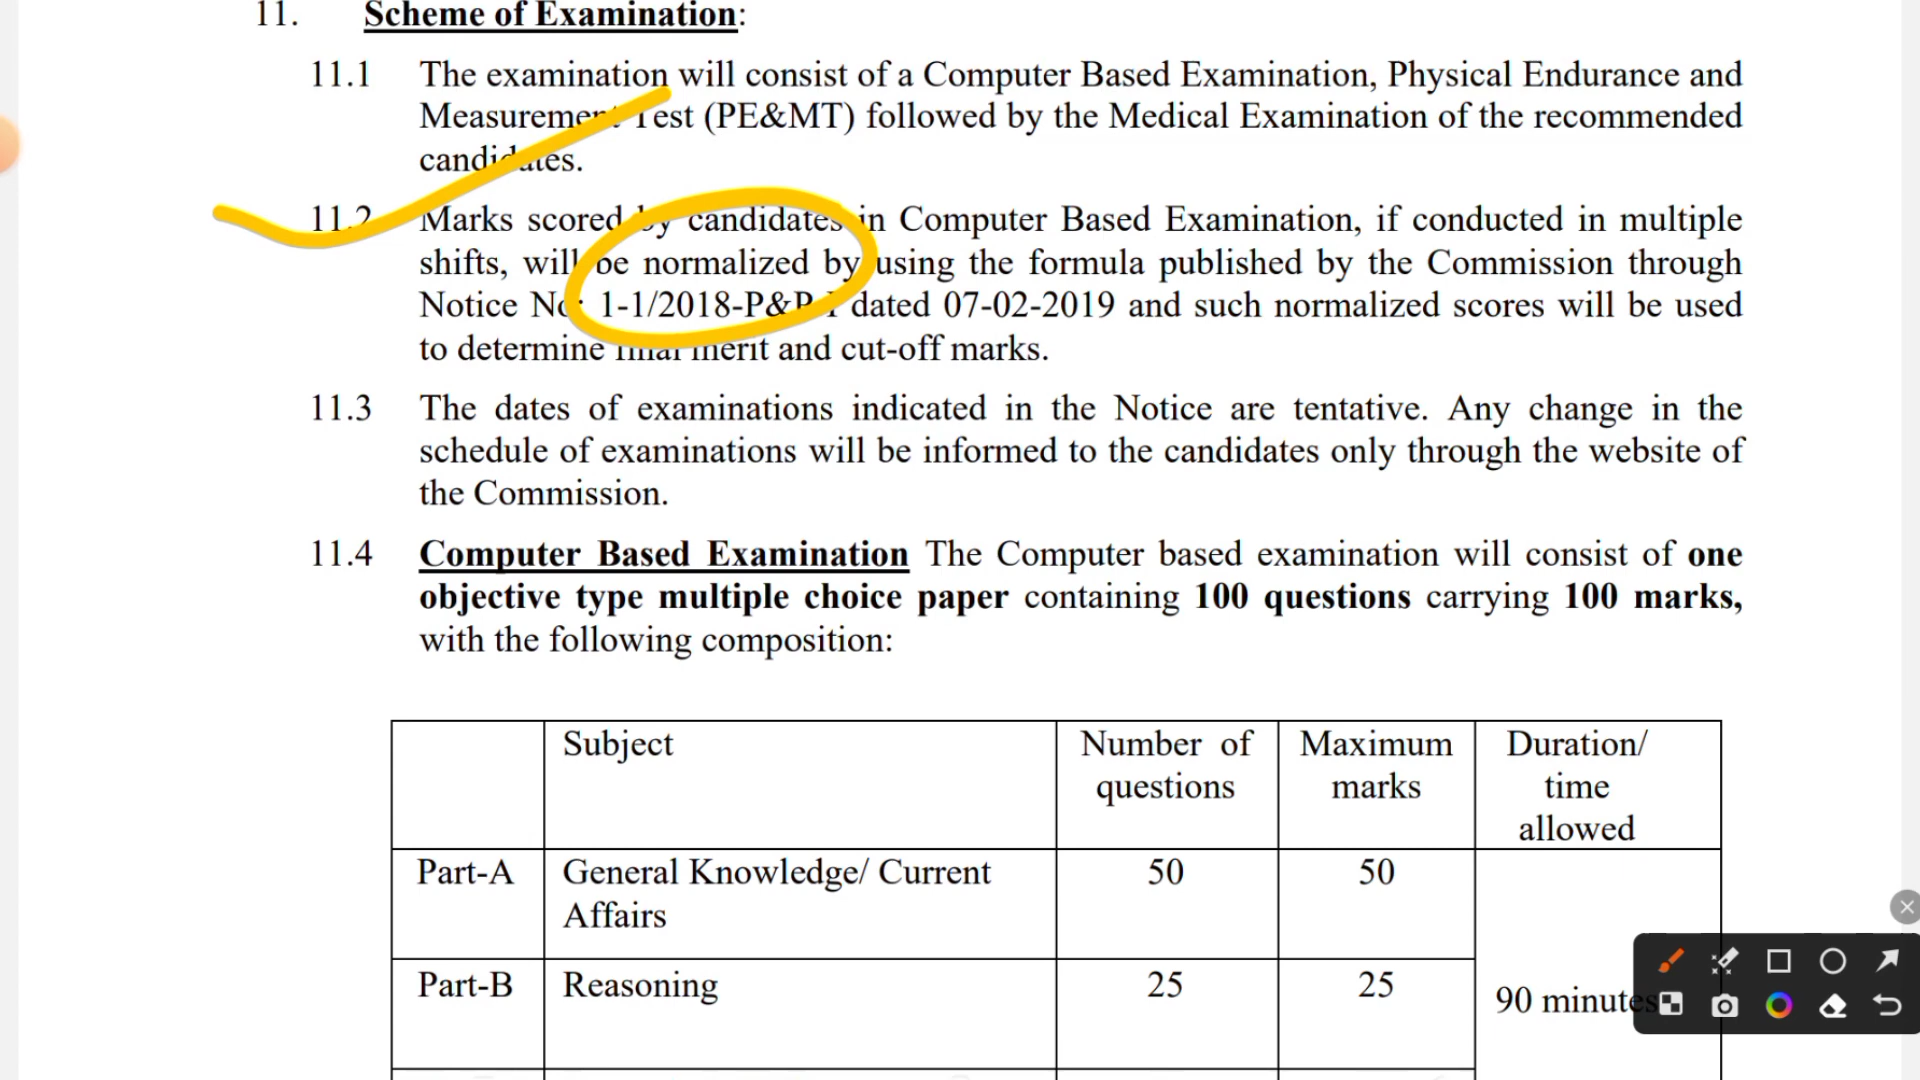 11. Scheme of Examination:
11.1 The examination will consist of a Computer Based Examination, Physical Endurance and
Measurement Test (PE&MT) followed by the Medical Examination of the recommended
candidates.
11.2 Marks scored by candidates in Computer Based Examination, if conducted in multiple
shifts, will be normalized by using the formula published by the Commission through
Notice No: 1-1/2018-P&P-I dated 07-02-2019 and such normalized scores will be used
to determine final merit and cut-off marks.
11.3 The dates of examinations indicated in the Notice are tentative. Any change in the
schedule of examinations will be informed to the candidates only through the website of
the Commission.
11.4 Computer Based Examination The Computer based examination will consist of one
objective type multiple choice paper containing 100 questions carrying 100 marks,
with the following composition:
Subject Number of questions Maximum marks Duration/ time allowed
Part-A General Knowledge/ Current Affairs 50 50
Part-B Reasoning 25 25
90 minutes